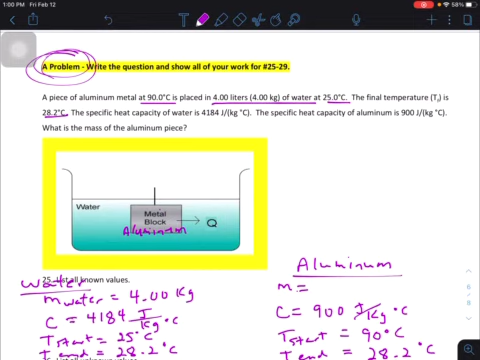 1:00 PM Fri Feb 12
58%
A Problem - Write the question and show all of your work for #25-29.
A piece of aluminum metal at 90.0°C is placed in 4.00 liters (4.00 kg) of water at 25.0°C. The final temperature (Tf) is
28.2°C. The specific heat capacity of water is 4184 J/(kg °C). The specific heat capacity of aluminum is 900 J/(kg °C).
What is the mass of the aluminum piece?
Water
Metal
Block
Aluminum
Q
25. List all known values.
Water
m water = 4.00 Kg
C = 4184 J/Kg °C
T start = 25°C
T end = 28.2°C
Aluminum
m =
C = 900 J/Kg °C
T start = 90°C
T end = 28.2°C